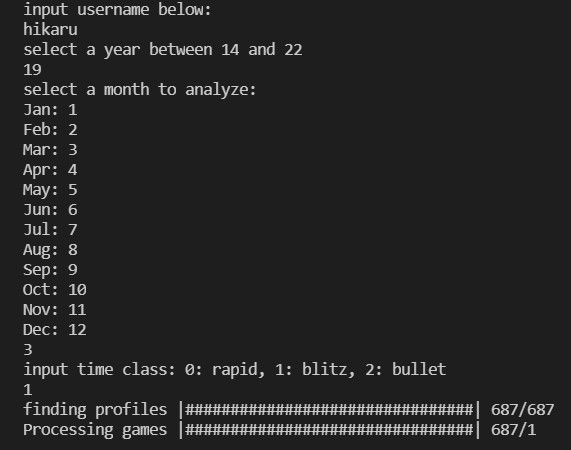 input username below:
hikaru
select a year between 14 and 22
19
select a month to analyze:
Jan: 1
Feb: 2
Mar: 3
Apr: 4
May: 5
Jun: 6
Jul: 7
Aug: 8
Sep: 9
Oct: 10
Nov: 11
Dec: 12
3
input time class: 0: rapid, 1: blitz, 2: bullet
1
finding profiles |################################| 687/687
Processing games |################################| 687/1